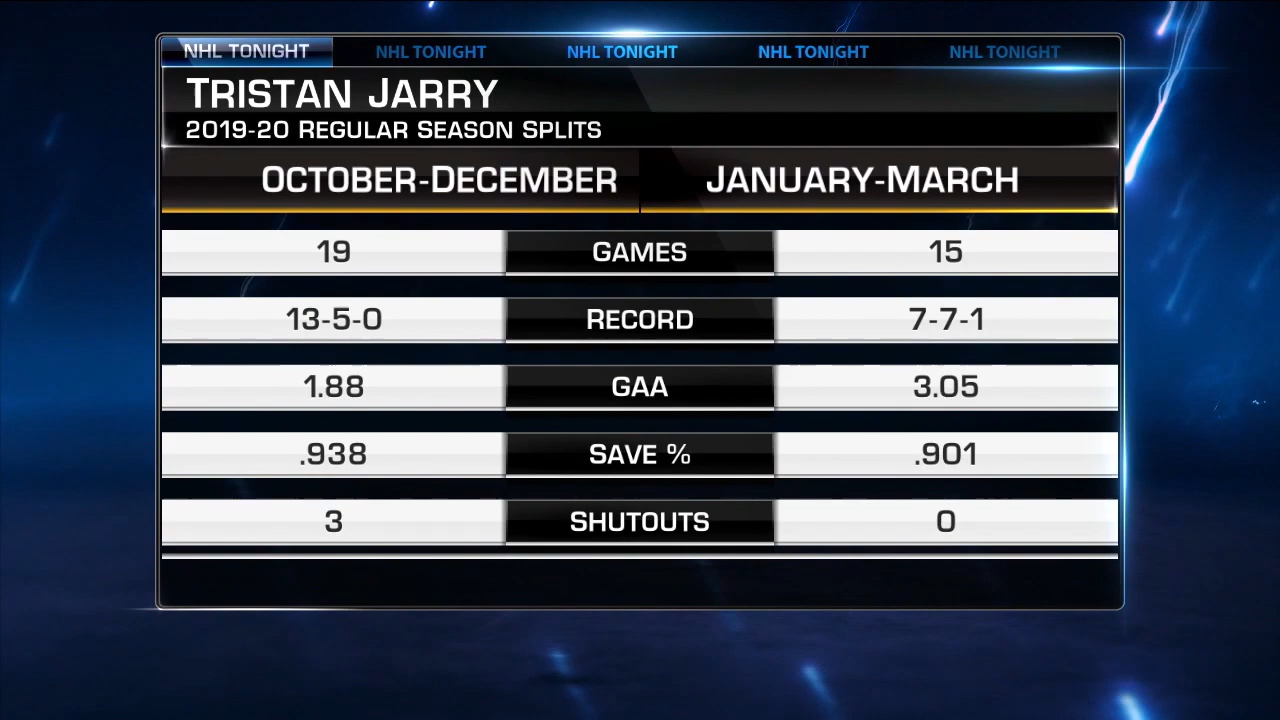 NHL TONIGHT NHL TONIGHT NHL TONIGHT NHL TONIGHT NHL TONIGHT
TRISTAN JARRY
2019-20 REGULAR SEASON SPLITS
OCTOBER-DECEMBER JANUARY-MARCH
19 GAMES 15
13-5-0 RECORD 7-7-1
1.88 GAA 3.05
.938 SAVE % .901
3 SHUTOUTS 0